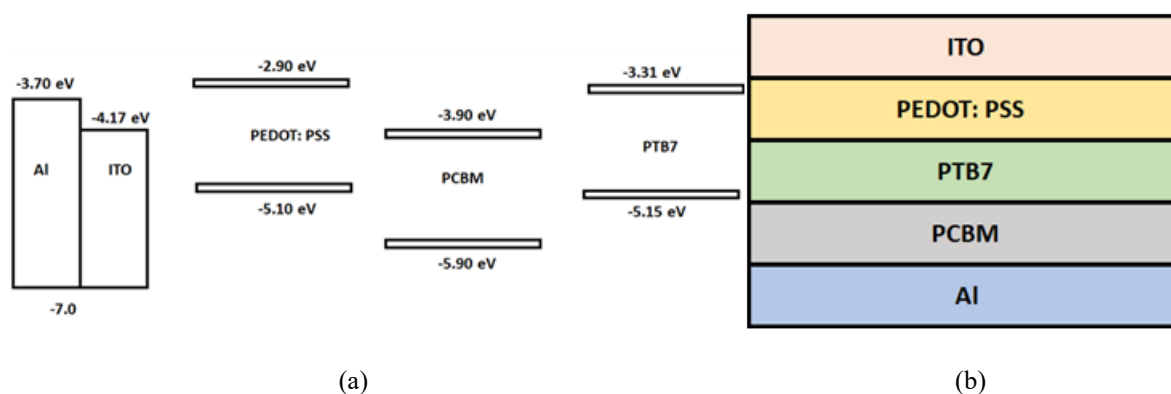 -3.70 eV
-4.17 eV
Al
ITO
-7.0
-2.90 eV
PEDOT: PSS
-5.10 eV
-3.90 eV
PCBM
-5.90 eV
-3.31 eV
PTB7
-5.15 eV
(a)
ITO
PEDOT: PSS
PTB7
PCBM
Al
(b)